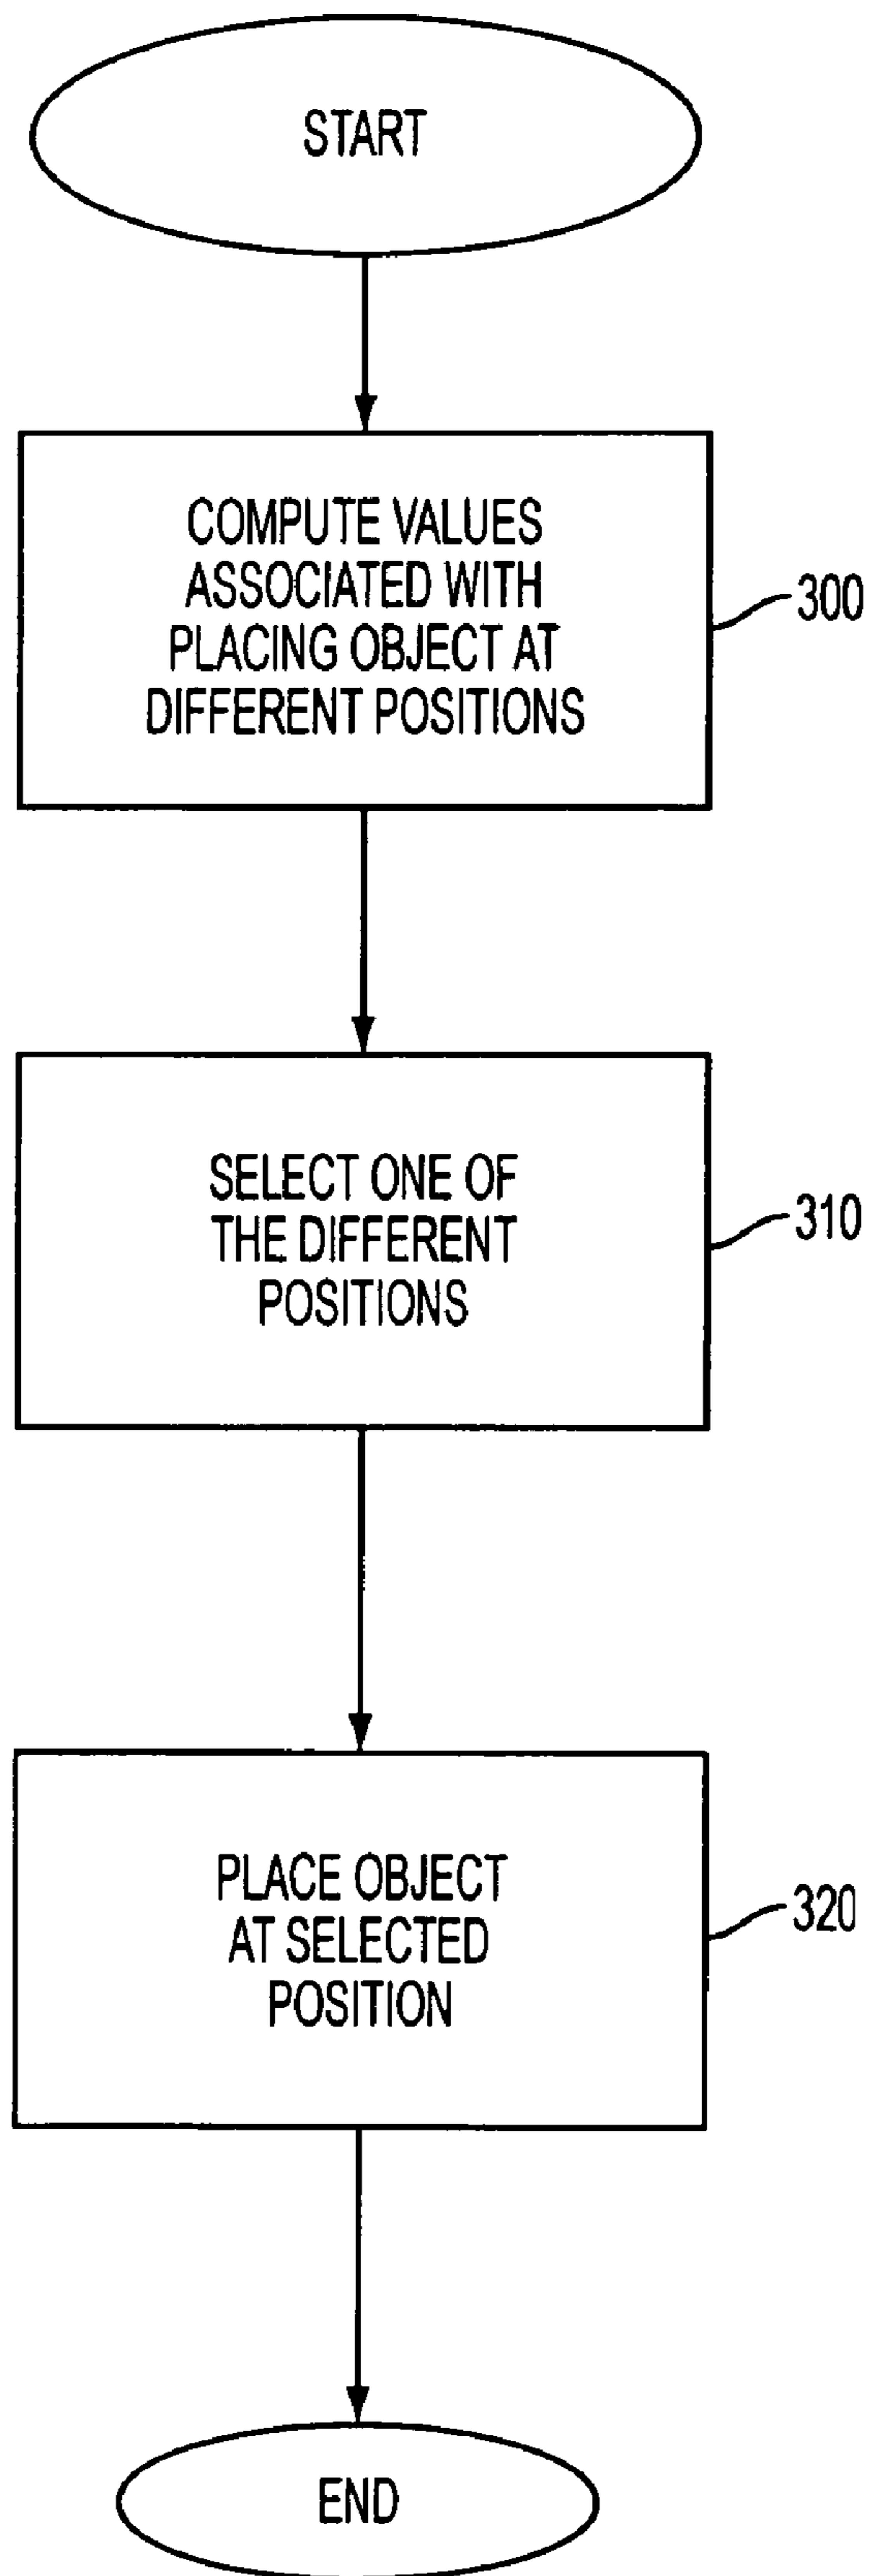 START
COMPUTE VALUES
ASSOCIATED WITH
PLACING OBJECT AT
DIFFERENT POSITIONS
300
SELECT ONE OF
THE DIFFERENT
POSITIONS
310
PLACE OBJECT
AT SELECTED
POSITION
320
END